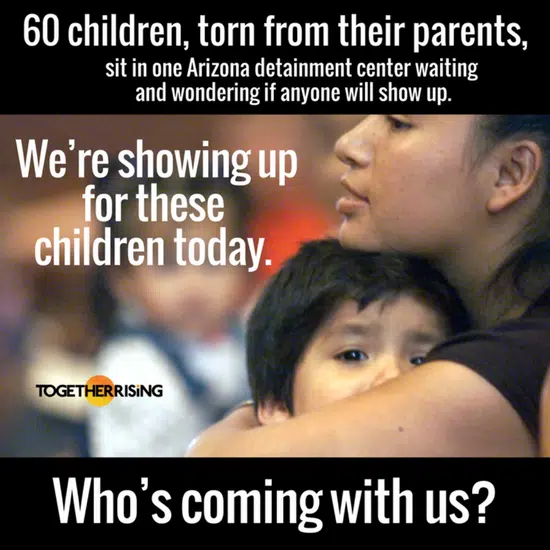 60 children, torn from their parents,
sit in one Arizona detainment center waiting
and wondering if anyone will show up.
We're showing up
for these
children today.
TOGETHERRISING
Who's coming with us?